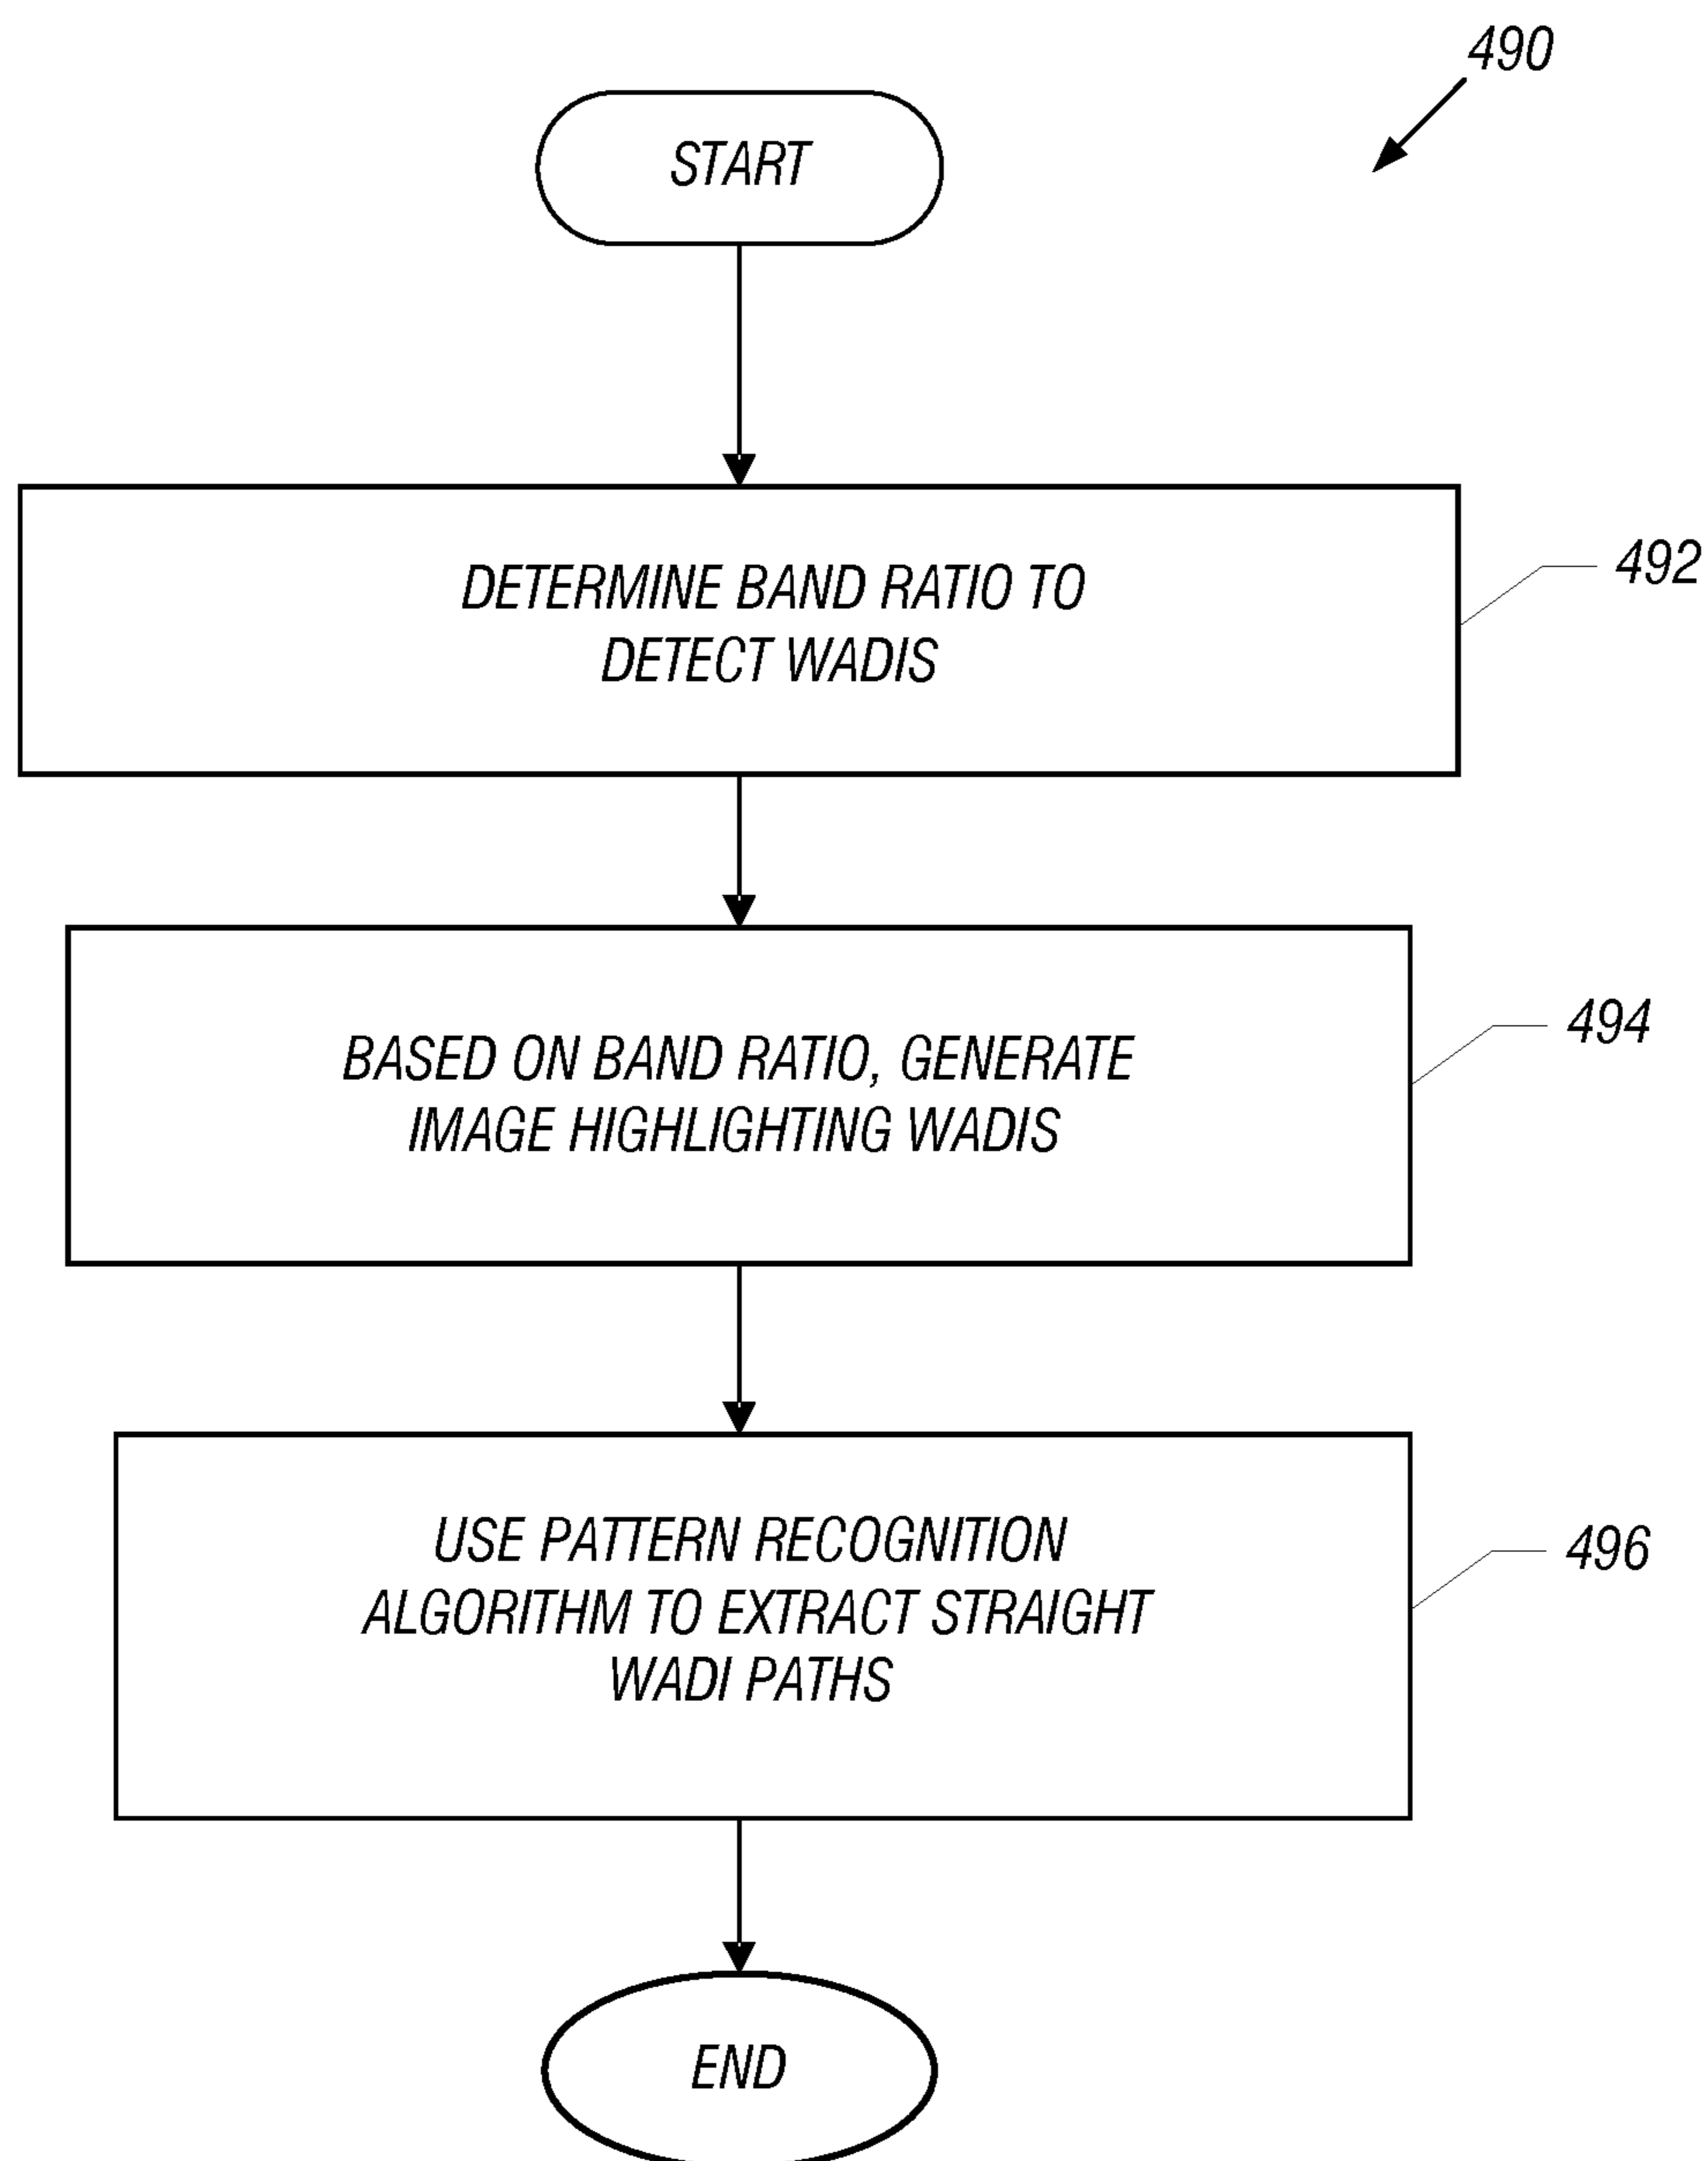 490
START
DETERMINE BAND RATIO TO
DETECT WADIS
492
BASED ON BAND RATIO, GENERATE
IMAGE HIGHLIGHTING WADIS
494
USE PATTERN RECOGNITION
ALGORITHM TO EXTRACT STRAIGHT
WADI PATHS
496
END